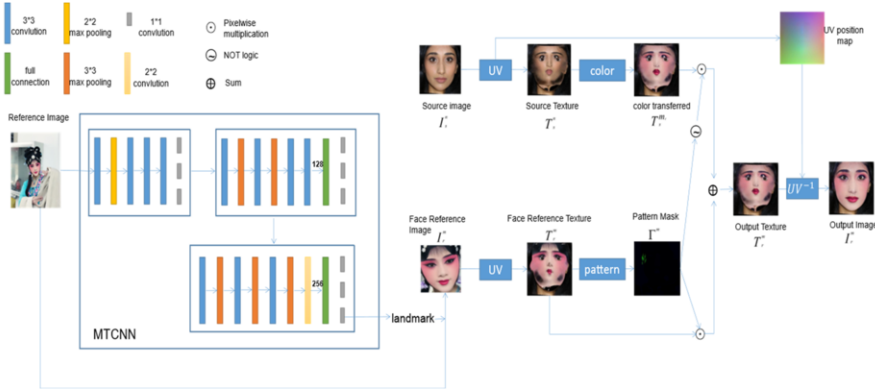 3*3
convlution
2*2
max pooling
1*1
convlution
Pixelwise
multiplication
NOT logic
full
connection
3*3
max pooling
2*2
convlution
Sum
UV position
map
UV
color
Source image
Source Texture
color transferred
Reference Image
128
256
MTCNN
landmark
Face Reference
Image
Face Reference Texture
Pattern Mask
UV
pattern
UV⁻¹
Output Texture
Output Image